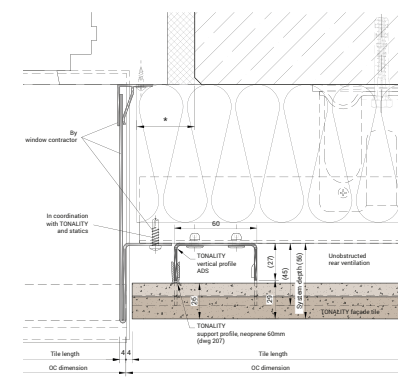 *
By
window contractor
In coordination
with TONALITY
and statics
60
TONALITY
vertical profile
ADS
(27)
(45)
System depth (56)
Unobstructed
rear ventilation
26
29
TONALITY façade tile
TONALITY
support profile, neoprene 60mm
(dwg 207)
Tile length
4 4
Tile length
OC dimension
OC dimension